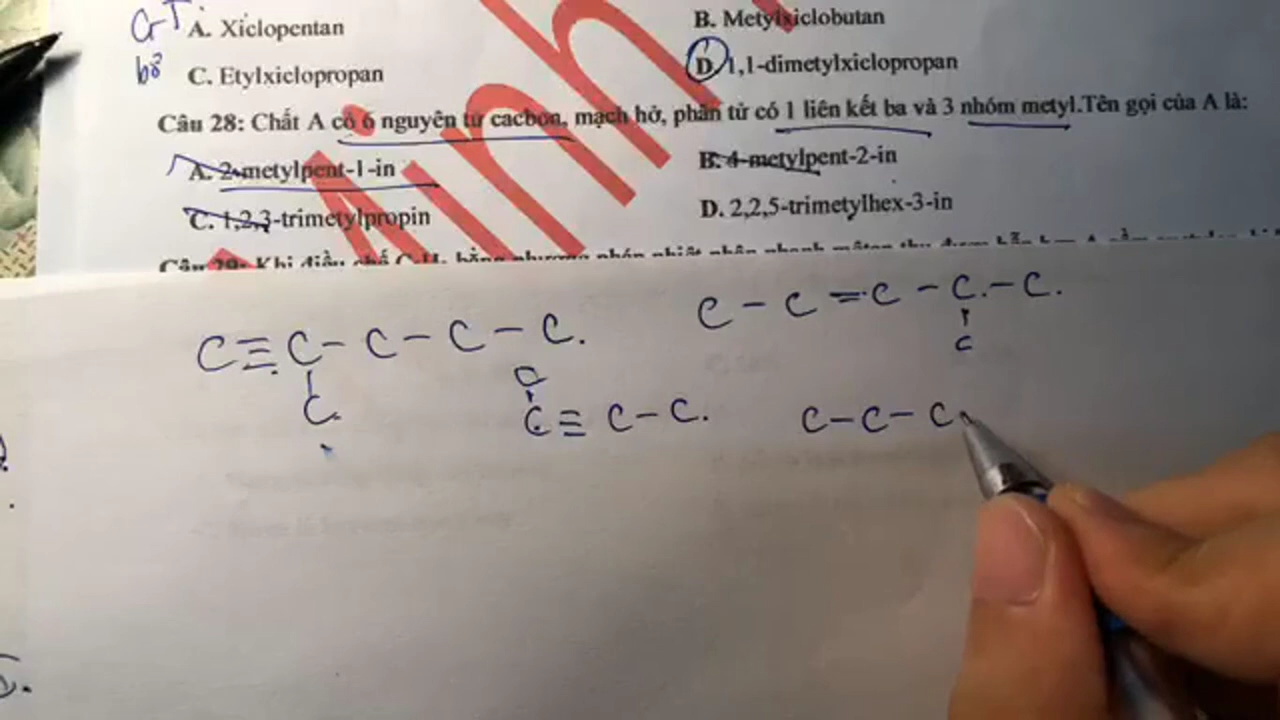 A. Xiclopentan B. Metylxiclobutan
b8 C. Etylxiclopropan D. 1,1-dimetylxiclopropan
Câu 28: Chất A có 6 nguyên tử cacbon, mạch hở, phân tử có 1 liên kết ba và 3 nhóm metyl.Tên gọi của A là:
A. 2-metylpent-1-in B. 4-metylpent-2-in
C. 1,2,3-trimetylpropin D. 2,2,5-trimetylhex-3-in
C ≡ C - C - C - C. C - C = C - C. - C.
C. C
C
C ≡ C - C. C - C - C